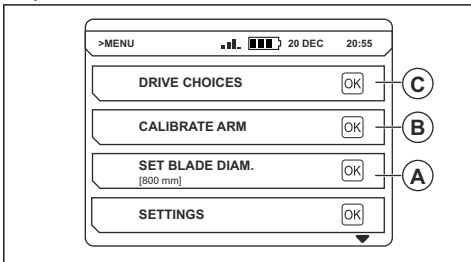 >MENU 20 DEC 20:55
DRIVE CHOICES OK C
CALIBRATE ARM OK B
SET BLADE DIAM. OK A
[800 mm]
SETTINGS OK